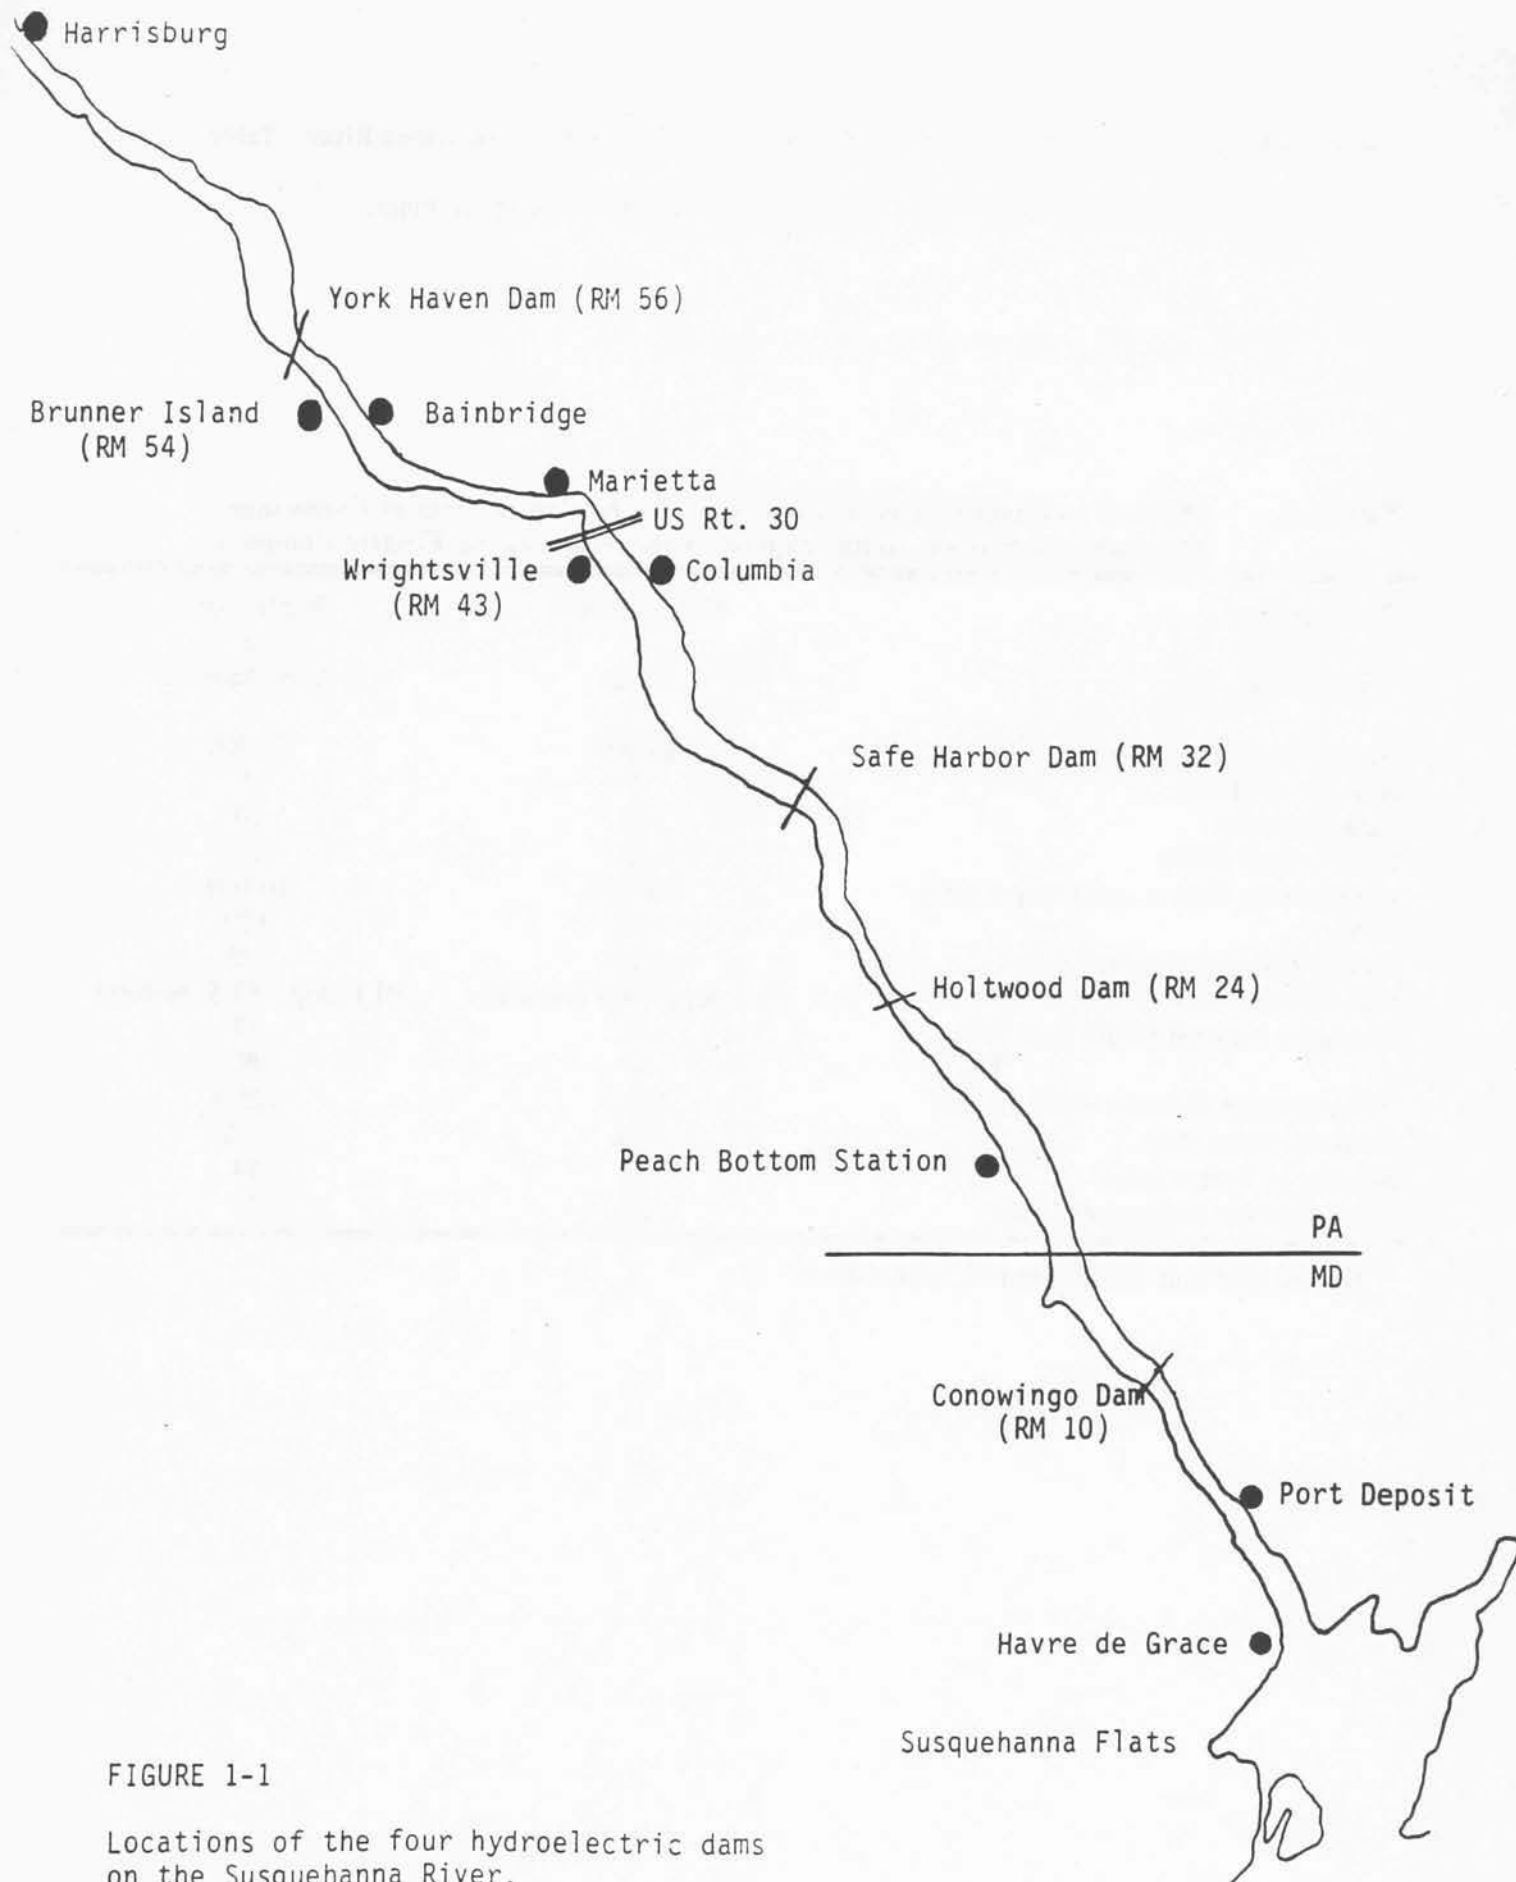 Harrisburg
York Haven Dam (RM 56)
Brunner Island
(RM 54)
Bainbridge
Marietta
US Rt. 30
Wrightsville
(RM 43)
Columbia
Safe Harbor Dam (RM 32)
Holtwood Dam (RM 24)
Peach Bottom Station
PA
MD
Conowingo Dam
(RM 10)
Port Deposit
Havre de Grace
Susquehanna Flats
FIGURE 1-1
Locations of the four hydroelectric dams
on the Susquehanna River.